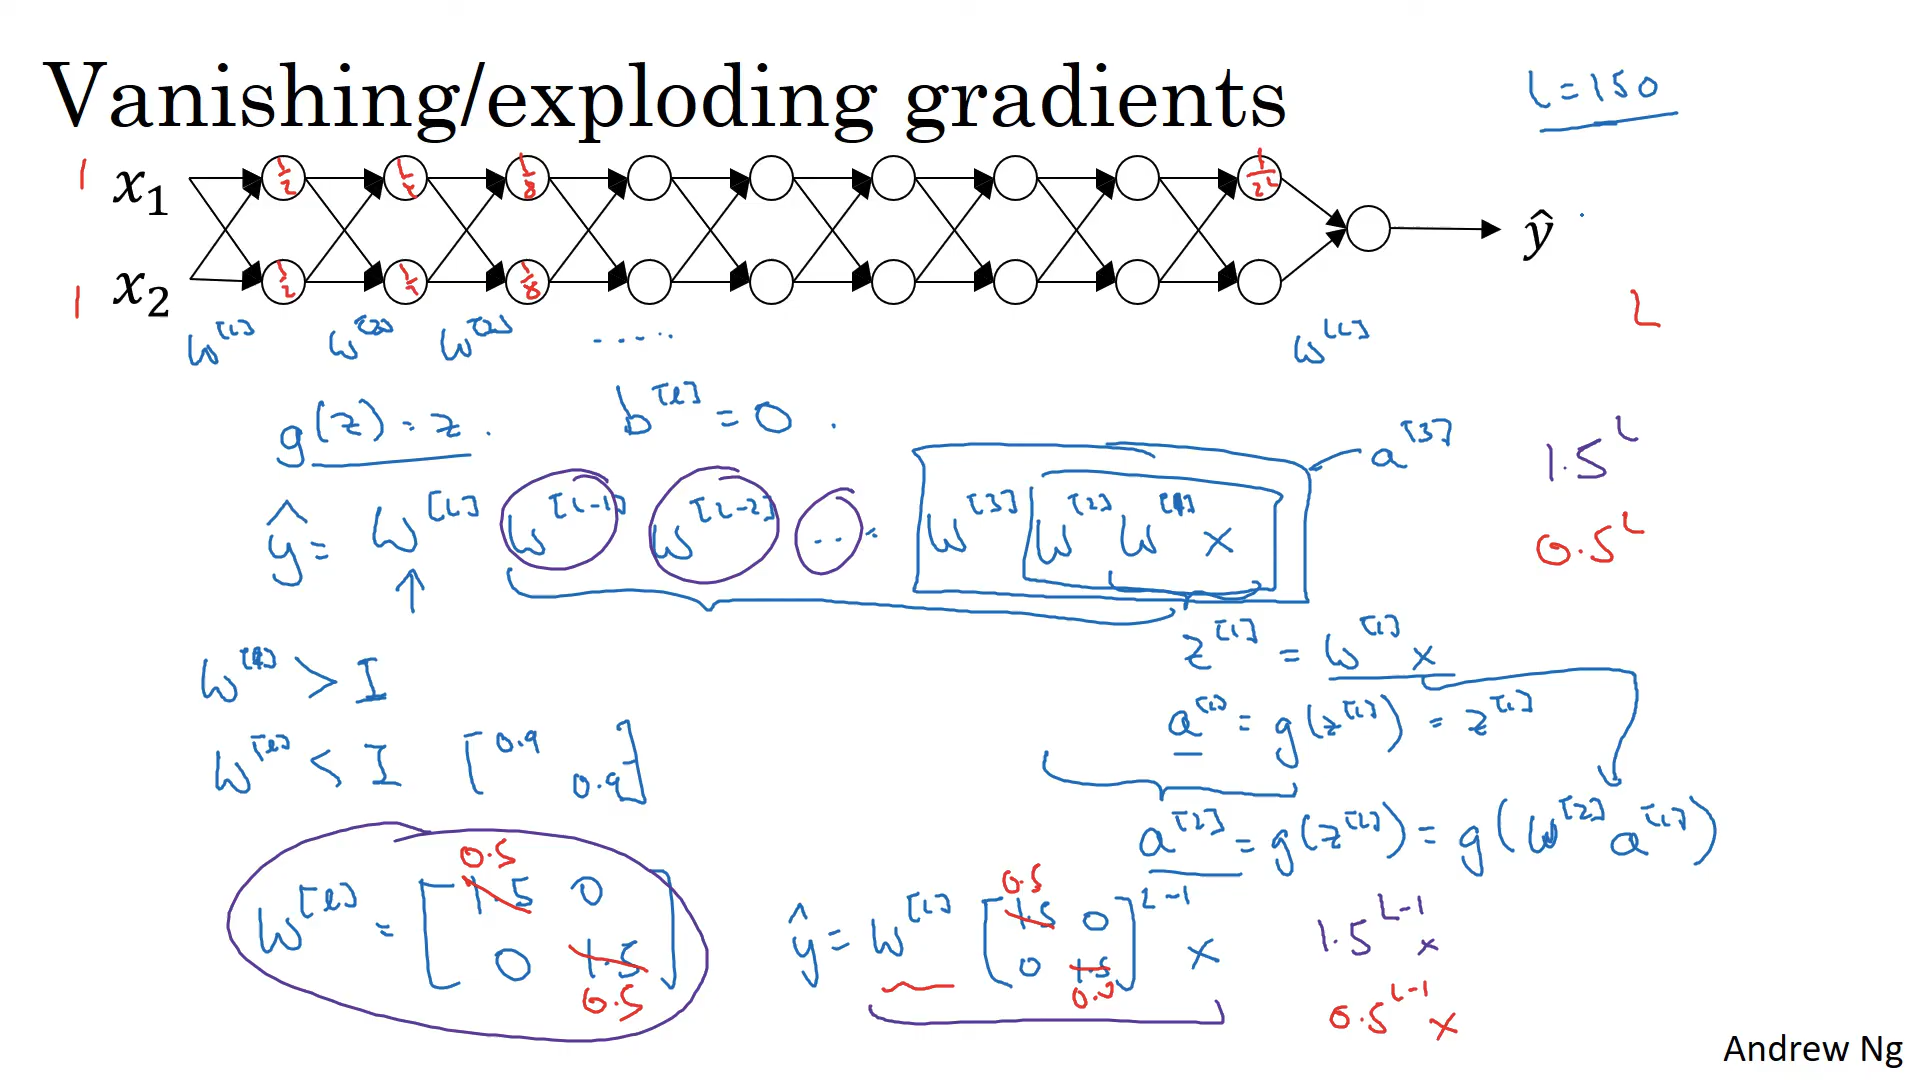 Vanishing/exploding gradients
L=150
1 x₁ 1/2 1/4 1/8 1/2^L
ŷ
1 x₂ 1/2 1/4 1/8
L
w^[1] w^[2] w^[3] ..... w^[L]
g(z) = z. b^[l] = 0.
a^[3]
1.5^L
ŷ = w^[L] w^[L-1] w^[L-2] ... w^[3] w^[2] w^[1] x
0.5^L
z^[1] = w^[1] x
w^[l] > I
a^[1] = g(z^[1]) = z^[1]
w^[l] < I [0.9 0.9]
a^[2] = g(z^[2]) = g(w^[2] a^[1])
0.5 0.5
w^[l] = [1.5 0
0 1.5]
0.5
ŷ = w^[L] [1.5 0
0 1.5]^L-1 x
1.5^L-1 x
0.5^L-1 x
Andrew Ng